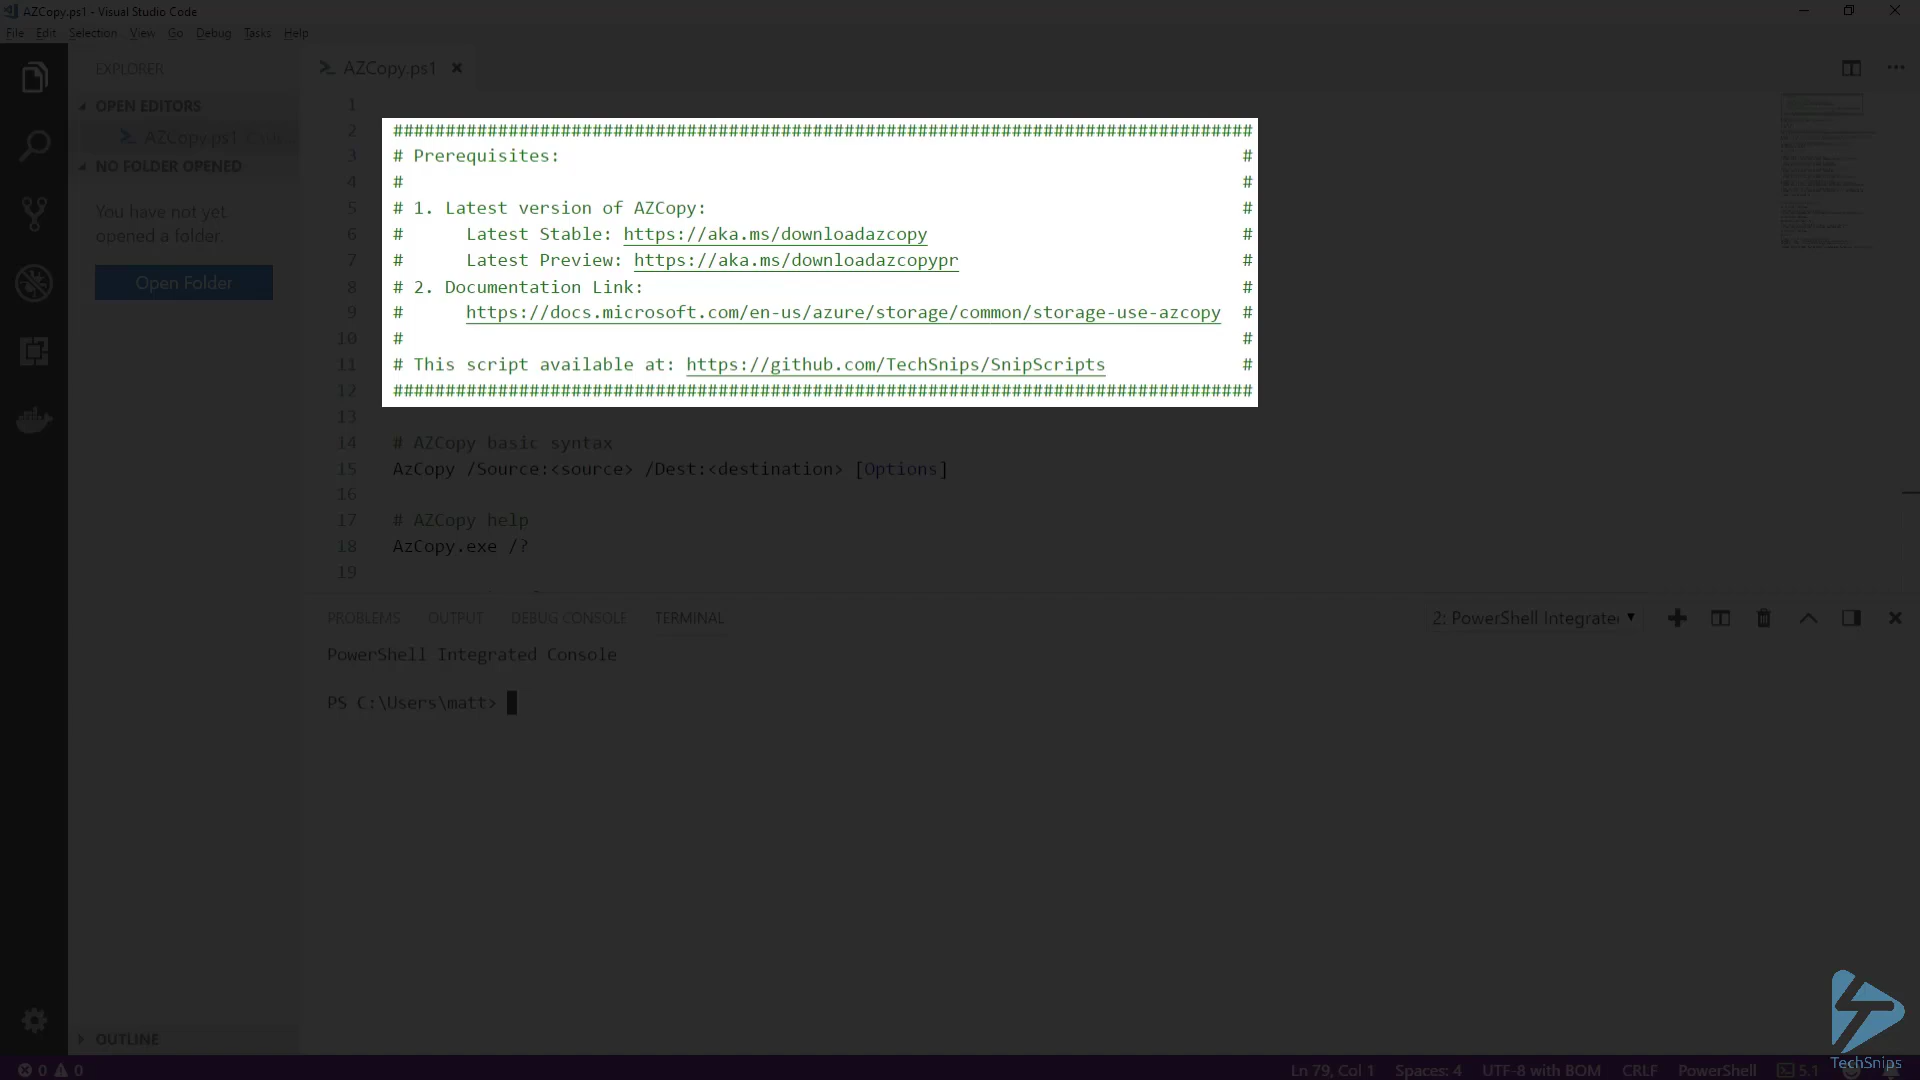 AZCopy.ps1 - Visual Studio Code
File Edit Selection View Go Debug Tasks Help
EXPLORER
OPEN EDITORS
AZCopy.ps1
NO FOLDER OPENED
You have not yet
opened a folder.
Open Folder
OUTLINE
AZCopy.ps1
1
2 ##################################################################################
3 # Prerequisites: #
4 # #
5 # 1. Latest version of AZCopy: #
6 # Latest Stable: https://aka.ms/downloadazcopy #
7 # Latest Preview: https://aka.ms/downloadazcopypr #
8 # 2. Documentation Link: #
9 # https://docs.microsoft.com/en-us/azure/storage/common/storage-use-azcopy #
10 # #
11 # This script available at: https://github.com/TechSnips/SnipScripts #
12 ##################################################################################
13
14 # AZCopy basic syntax
15 AzCopy /Source:<source> /Dest:<destination> [Options]
16
17 # AZCopy help
18 AzCopy.exe /?
19
PROBLEMS OUTPUT DEBUG CONSOLE TERMINAL
2: PowerShell Integrate
PowerShell Integrated Console
PS C:\Users\matt>
TechSnips
0 0 Ln 79, Col 1 Spaces: 4 UTF-8 with BOM CRLF PowerShell 5.1